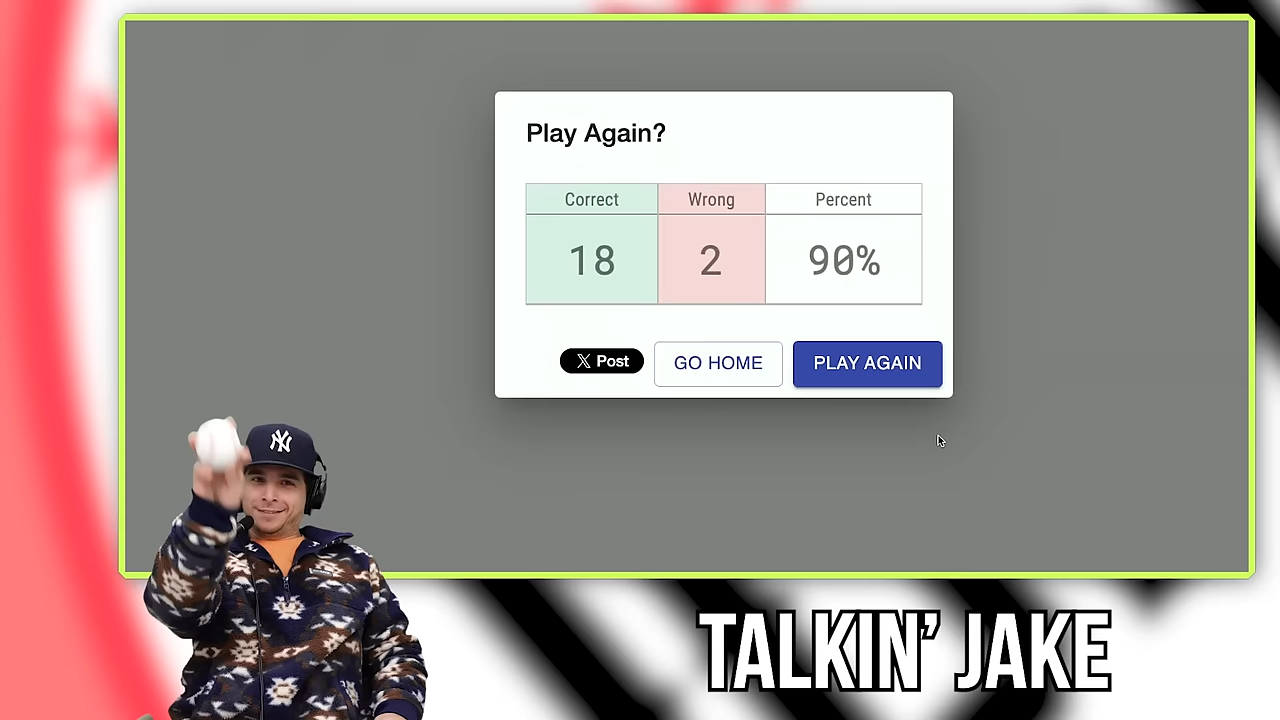 Play Again?
Correct Wrong Percent
18 2 90%
X Post GO HOME PLAY AGAIN
NY
TALKIN' JAKE